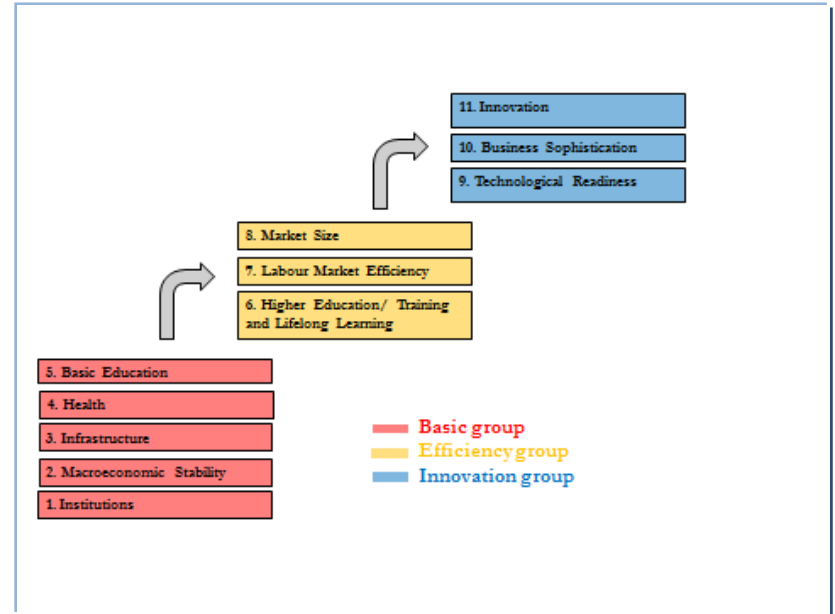 11. Innovation
10. Business Sophistication
9. Technological Readiness
8. Market Size
7. Labour Market Efficiency
6. Higher Education/ Training
and Lifelong Learning
5. Basic Education
4. Health
3. Infrastructure
2. Macroeconomic Stability
1. Institutions
Basic group
Efficiency group
Innovation group